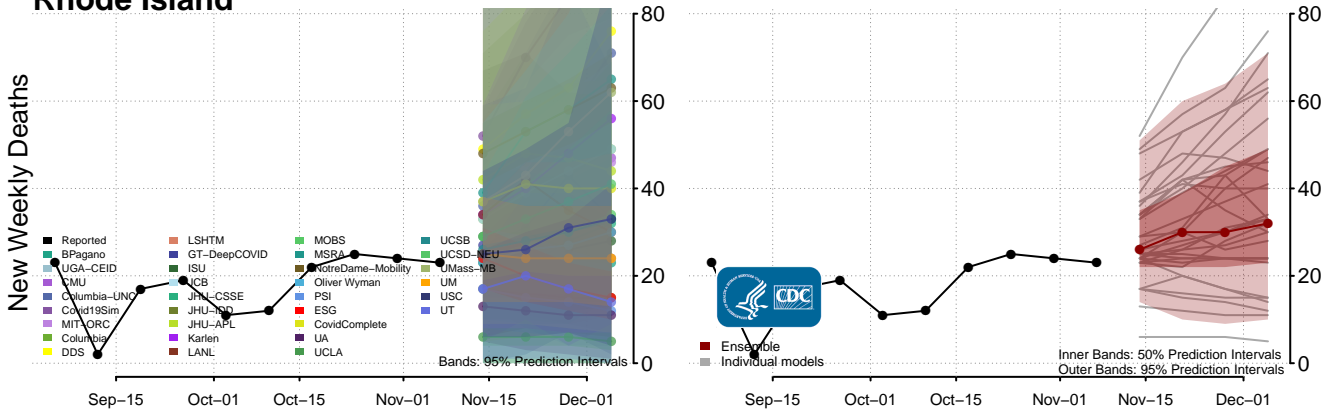 Rhode Island
New Weekly Deaths
80
60
40
20
0
Reported
BPagano
UGA−CEID
CMU
Columbia−UNC
Covid19Sim
MIT−ORC
Columbia
DDS
LSHTM
GT−DeepCOVID
ISU
JCB
JHU−CSSE
JHU−IDD
JHU−APL
Karlen
LANL
MOBS
MSRA
NotreDame−Mobility
Oliver Wyman
PSI
ESG
CovidComplete
UA
UCLA
UCSB
UCSD−NEU
UMass−MB
UM
USC
UT
Bands: 95% Prediction Intervals
Sep−15
Oct−01
Oct−15
Nov−01
Nov−15
Dec−01
80
60
40
20
0
CDC
Ensemble
Individual models
Inner Bands: 50% Prediction Intervals
Outer Bands: 95% Prediction Intervals
Sep−15
Oct−01
Oct−15
Nov−01
Nov−15
Dec−01